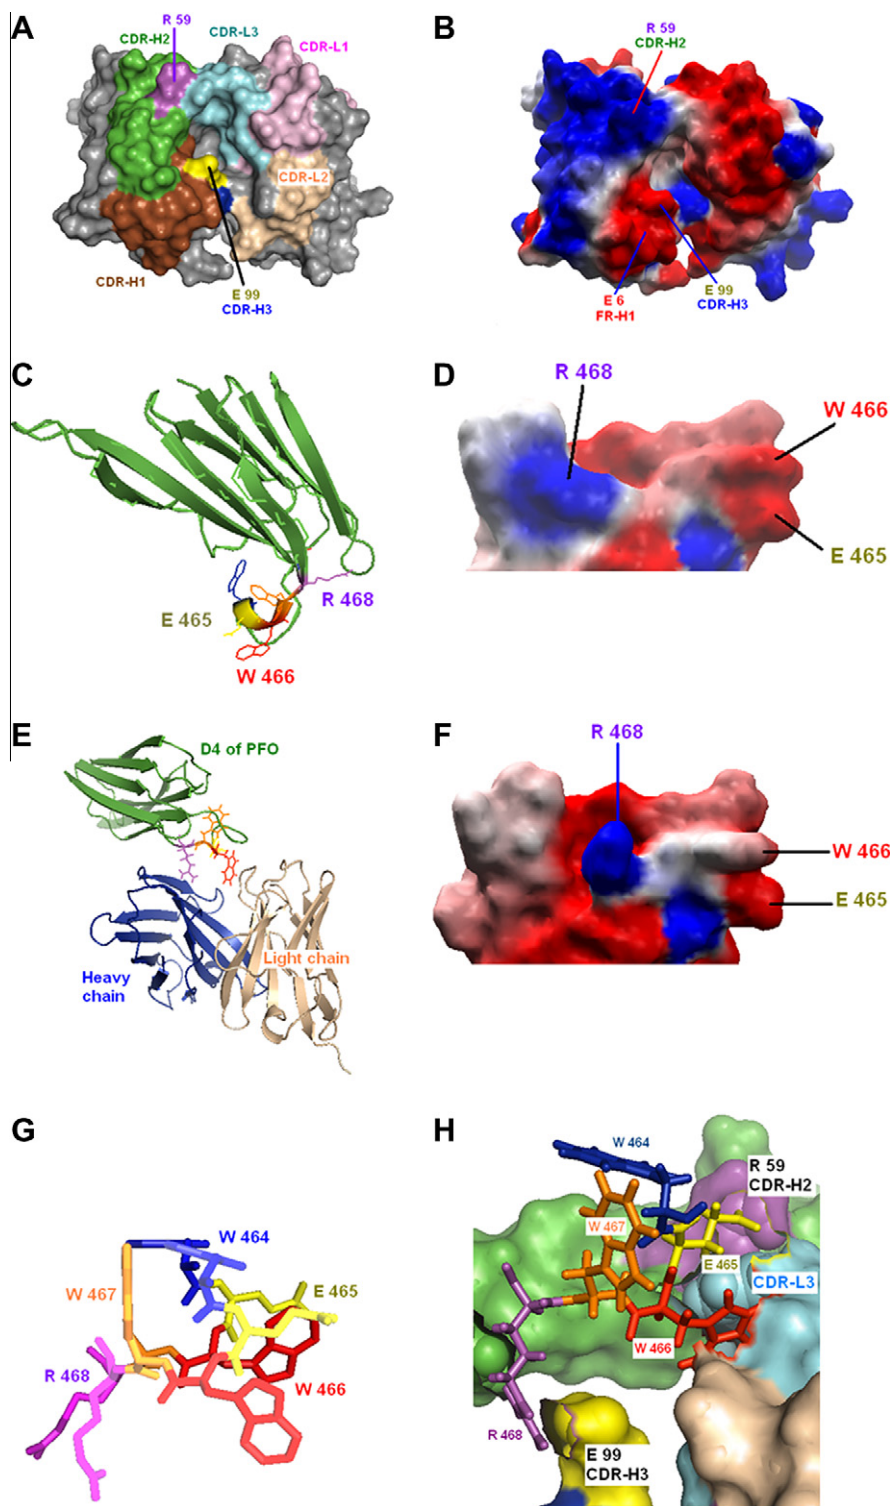 A
R 59
CDR-H2
CDR-L3
CDR-L1
CDR-L2
CDR-H1
E 99
CDR-H3
B
R 59
CDR-H2
E 6
FR-H1
E 99
CDR-H3
C
E 465
R 468
W 466
D
R 468
W 466
E 465
E
D4 of PFO
Light chain
Heavy
chain
F
R 468
W 466
E 465
G
W 464
W 467
E 465
R 468
W 466
H
W 464
R 59
CDR-H2
W 467
E 465
CDR-L3
W 466
R 468
E 99
CDR-H3